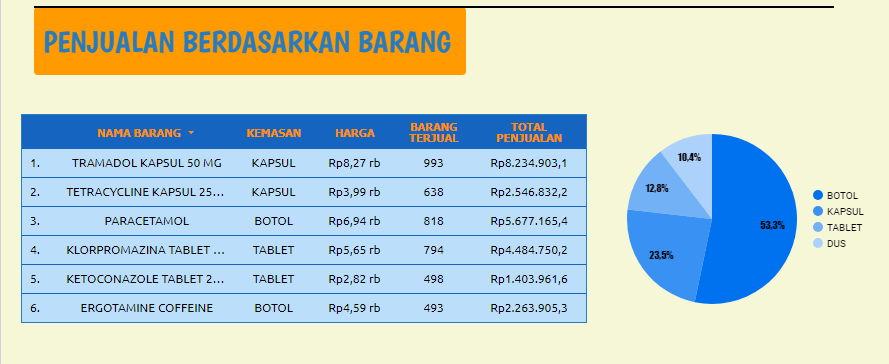 PENJUALAN BERDASARKAN BARANG
NAMA BARANG KEMASAN HARGA BARANG TERJUAL TOTAL PENJUALAN
1. TRAMADOL KAPSUL 50 MG KAPSUL Rp8,27 rb 993 Rp8.234.903,1
2. TETRACYCLINE KAPSUL 25... KAPSUL Rp3,99 rb 638 Rp2.546.832,2
3. PARACETAMOL BOTOL Rp6,94 rb 818 Rp5.677.165,4
4. KLORPROMAZINA TABLET ... TABLET Rp5,65 rb 794 Rp4.484.750,2
5. KETOCONAZOLE TABLET 2... TABLET Rp2,82 rb 498 Rp1.403.961,6
6. ERGOTAMINE COFFEINE BOTOL Rp4,59 rb 493 Rp2.263.905,3
10,4%
12,8%
53,3%
23,5%
BOTOL
KAPSUL
TABLET
DUS